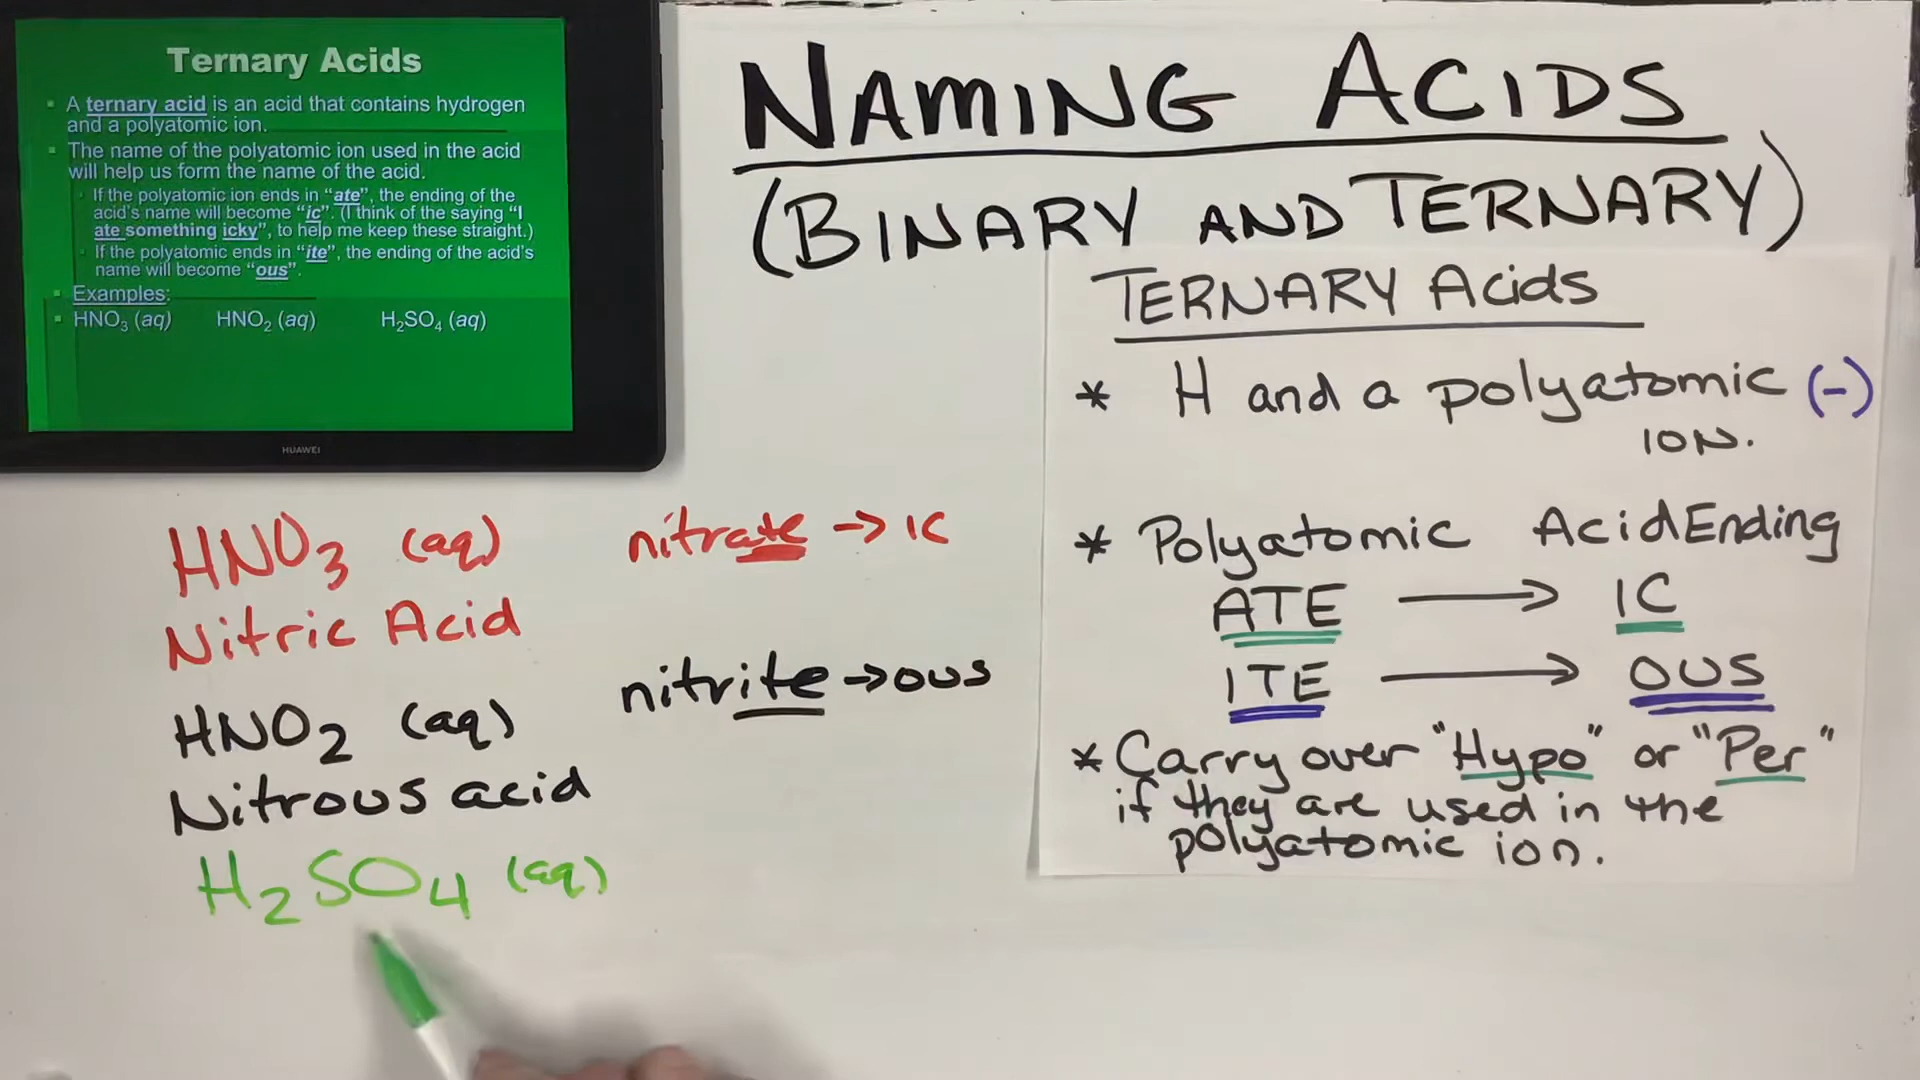 Ternary Acids
A ternary acid is an acid that contains hydrogen
and a polyatomic ion.
The name of the polyatomic ion used in the acid
will help us form the name of the acid.
If the polyatomic ion ends in “ate”, the ending of the
acid's name will become “ic”. (I think of the saying “I
ate something icky”, to help me keep these straight.)
If the polyatomic ends in “ite”, the ending of the acid's
name will become “ous”.
Examples:
HNO₃ (aq) HNO₂ (aq) H₂SO₄ (aq)
HUAWEI
NAMING ACIDS
(BINARY AND TERNARY)
TERNARY Acids
* H and a polyatomic (-)
ION.
* Polyatomic Acid Ending
ATE → IC
ITE → OUS
* Carry over "Hypo" or "Per"
if they are used in the
polyatomic ion.
HNO₃ (aq) nitrate → IC
Nitric Acid
HNO₂ (aq) nitrite → ous
Nitrous acid
H₂SO₄ (aq)